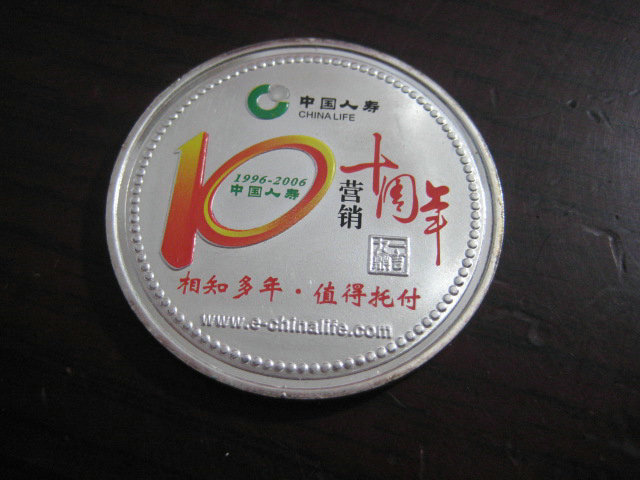 中国人寿
CHINA LIFE
10
1996-2006
中国人寿
营销
十周年
相知多年·值得托付
www.e-chinalife.com